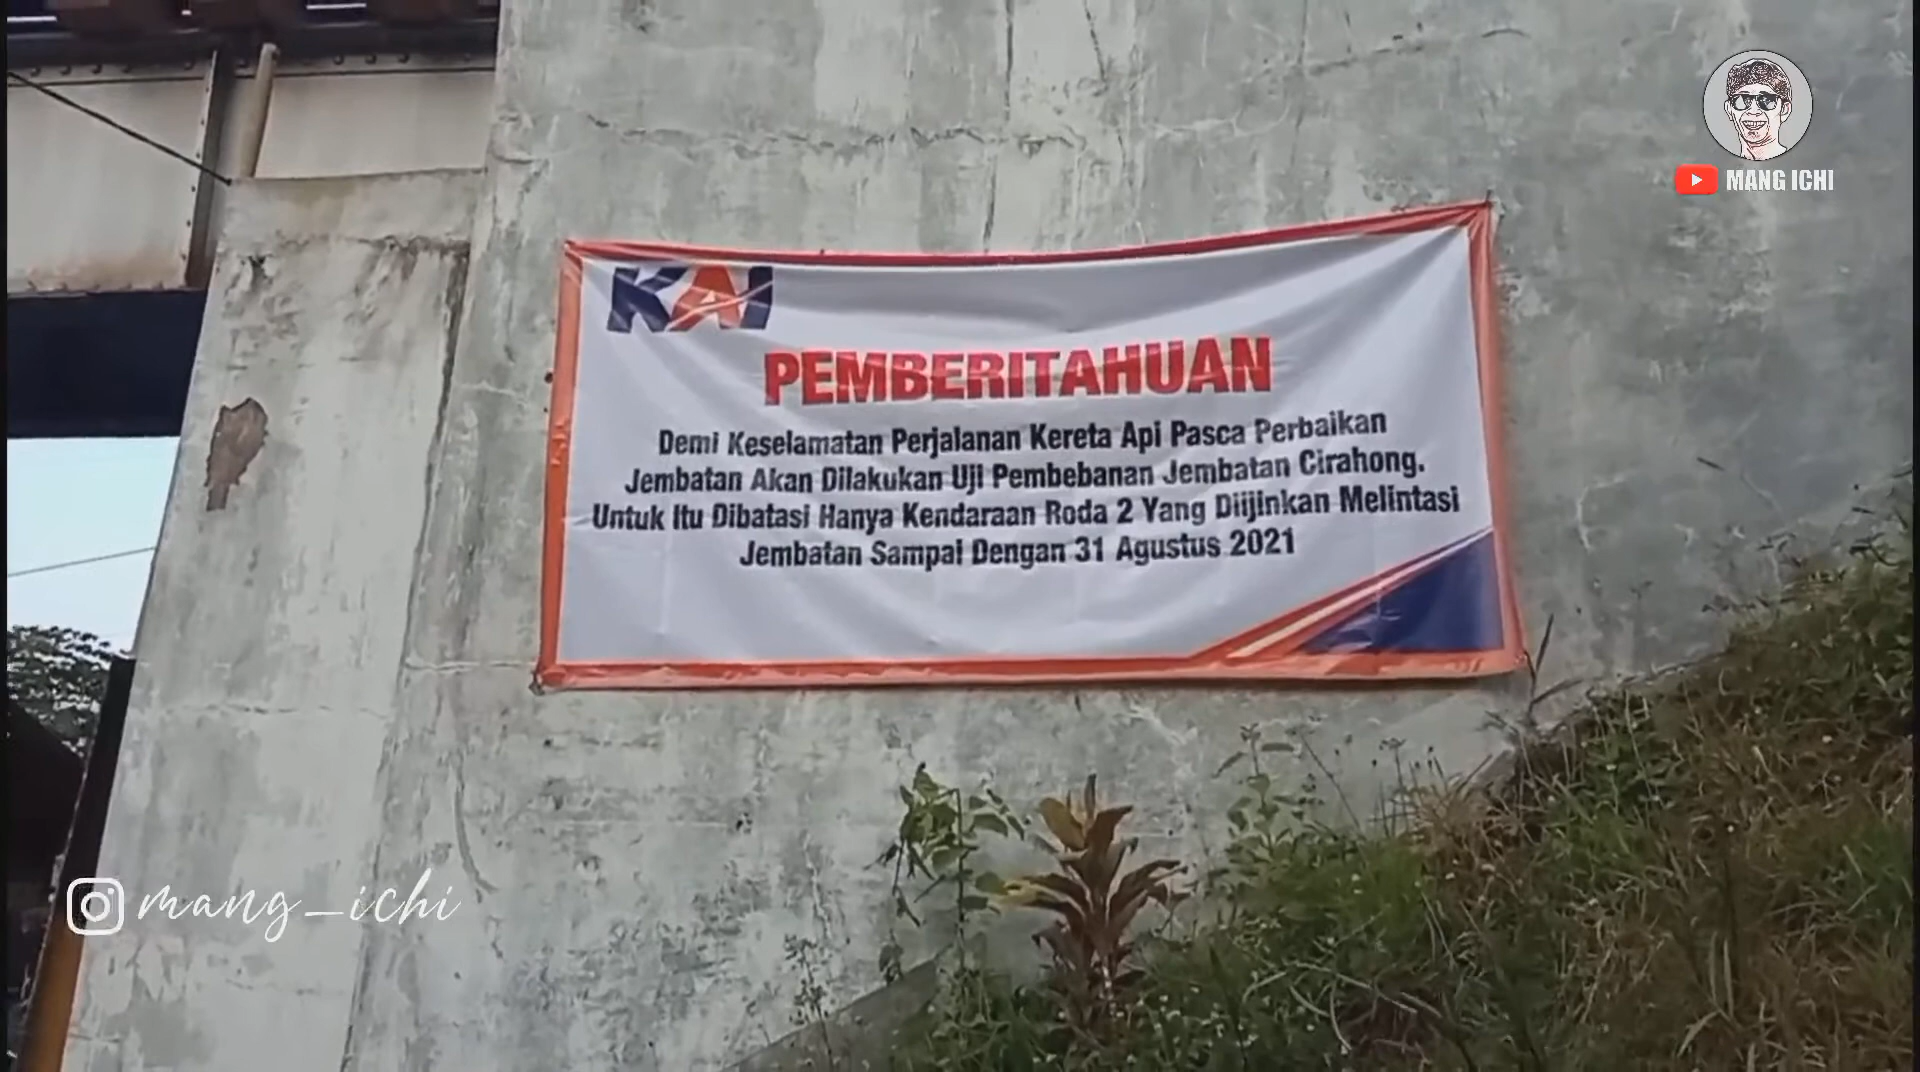 MANG ICHI
KAI
PEMBERITAHUAN
Demi Keselamatan Perjalanan Kereta Api Pasca Perbaikan
Jembatan Akan Dilakukan Uji Pembebanan Jembatan Cirahong.
Untuk Itu Dibatasi Hanya Kendaraan Roda 2 Yang Diijinkan Melintasi
Jembatan Sampai Dengan 31 Agustus 2021
mang_ichi